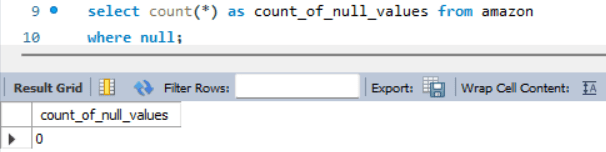 9 select count(*) as count_of_null_values from amazon
10 where null;
Result Grid Filter Rows: Export: Wrap Cell Content: IA
count_of_null_values
0